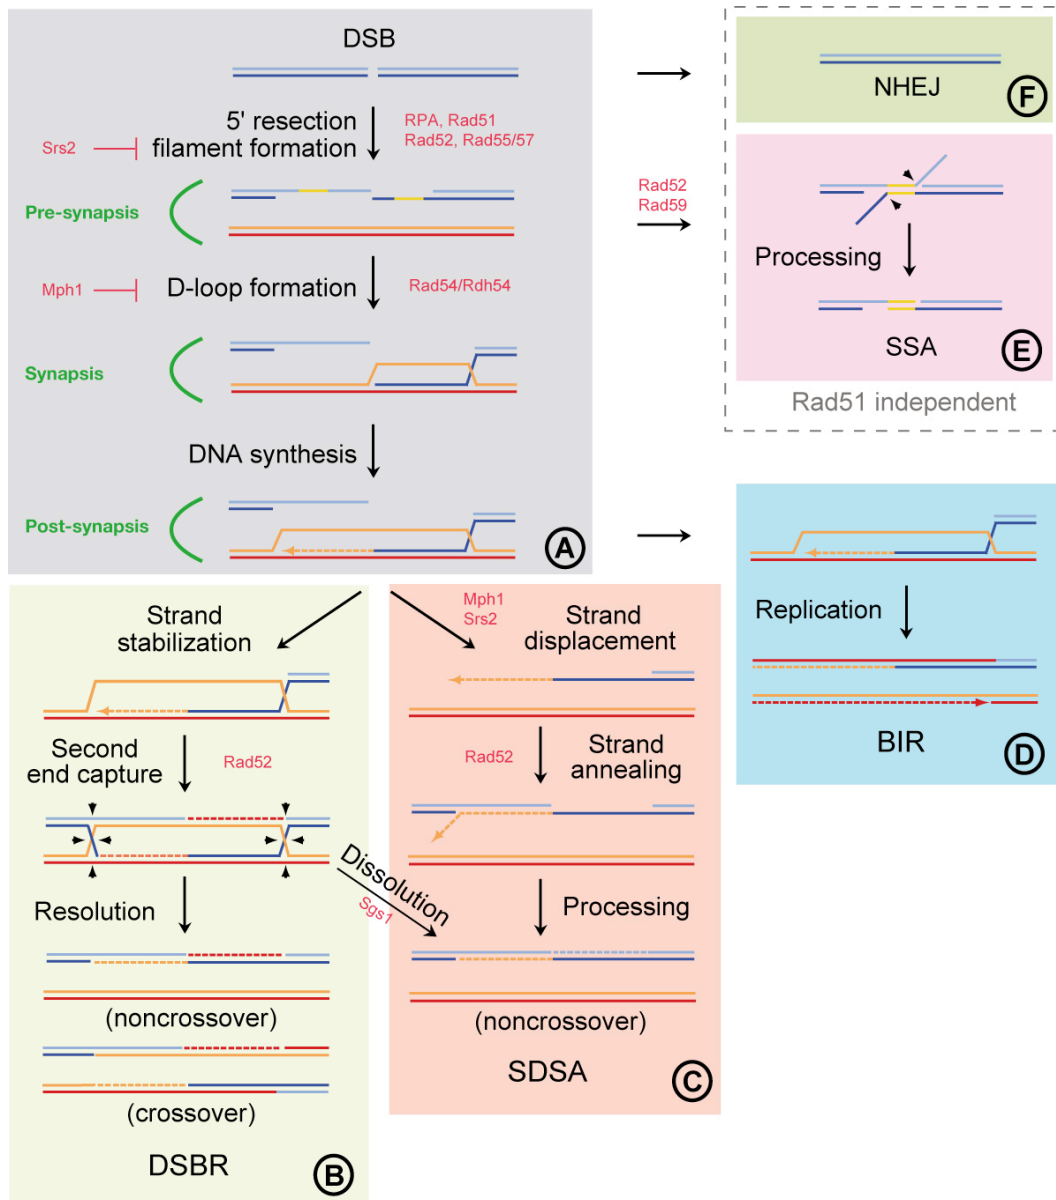 DSB
5' resection
filament formation
RPA, Rad51
Rad52, Rad55/57
Srs2
Pre-synapsis
Mph1
D-loop formation
Rad54/Rdh54
Synapsis
DNA synthesis
Post-synapsis
A
NHEJ
F
Rad52
Rad59
Processing
SSA
E
Rad51 independent
Replication
BIR
D
Strand
stabilization
Second
end capture
Rad52
Resolution
(noncrossover)
(crossover)
DSBR
B
Dissolution
Sgs1
Mph1
Srs2
Strand
displacement
Rad52
Strand
annealing
Processing
(noncrossover)
SDSA
C